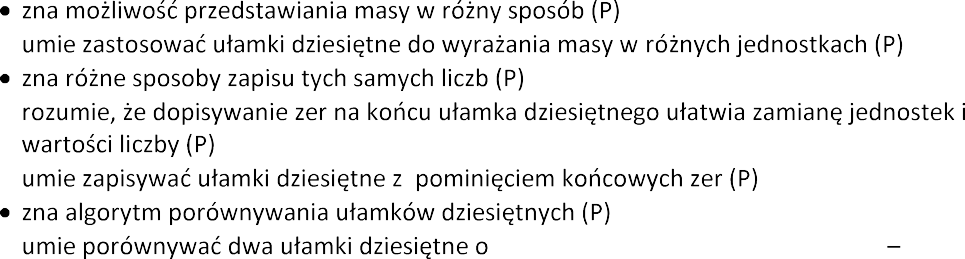 • zna możliwość przedstawiania masy w różny sposób (P)
umie zastosować ułamki dziesiętne do wyrażania masy w różnych jednostkach (P)
• zna różne sposoby zapisu tych samych liczb (P)
rozumie, że dopisywanie zer na końcu ułamka dziesiętnego ułatwia zamianę jednostek i
wartości liczby (P)
umie zapisywać ułamki dziesiętne z pominięciem końcowych zer (P)
• zna algorytm porównywania ułamków dziesiętnych (P)
umie porównywać dwa ułamki dziesiętne o –